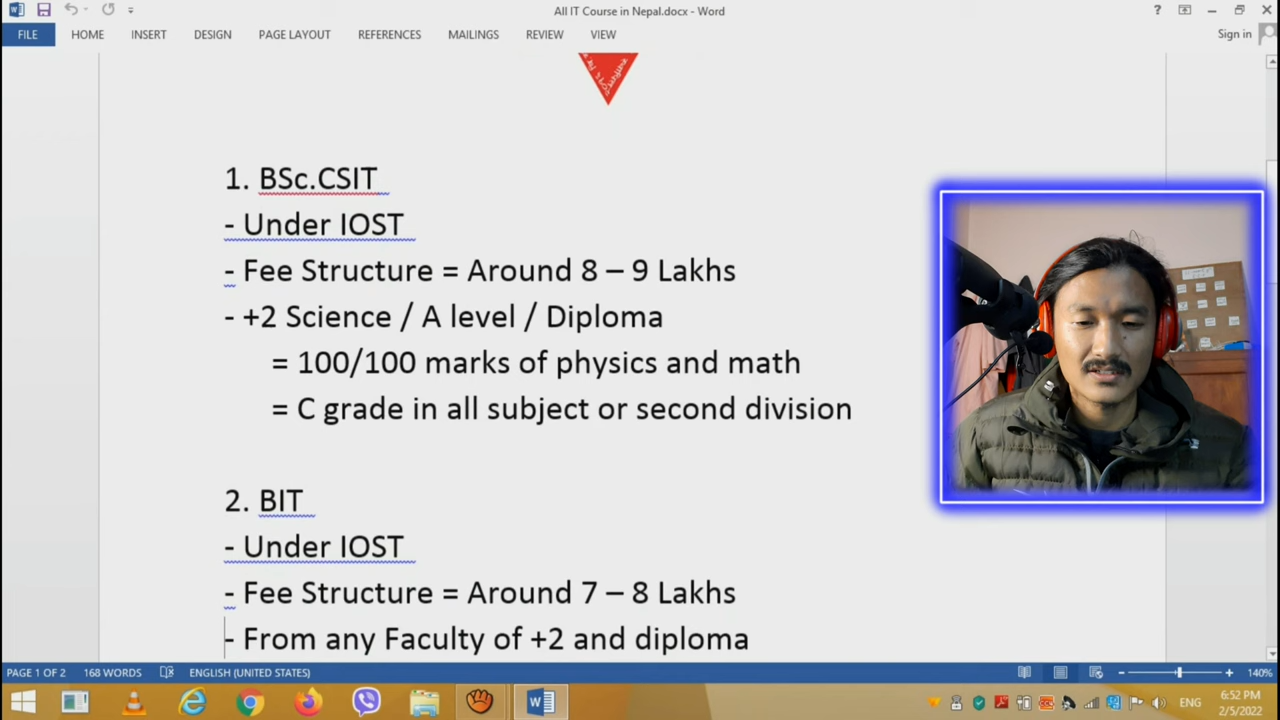 All IT Course in Nepal.docx - Word
FILE HOME INSERT DESIGN PAGE LAYOUT REFERENCES MAILINGS REVIEW VIEW Sign in
1. BSc.CSIT
- Under IOST
- Fee Structure = Around 8 – 9 Lakhs
- +2 Science / A level / Diploma
= 100/100 marks of physics and math
= C grade in all subject or second division
2. BIT
- Under IOST
- Fee Structure = Around 7 – 8 Lakhs
- From any Faculty of +2 and diploma
PAGE 1 OF 2 168 WORDS ENGLISH (UNITED STATES) 140%
ENG 6:52 PM
2/5/2022